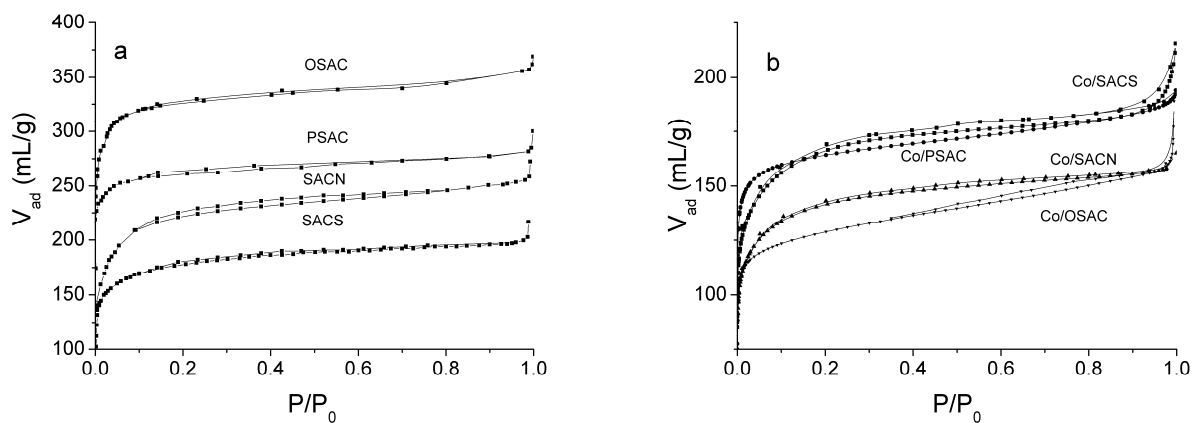 a
OSAC
PSAC
SACN
SACS
V_ad (mL/g)
400
350
300
250
200
150
100
0.0 0.2 0.4 0.6 0.8 1.0
P/P_0
b
Co/SACS
Co/PSAC
Co/SACN
Co/OSAC
V_ad (mL/g)
200
150
100
0.0 0.2 0.4 0.6 0.8 1.0
P/P_0